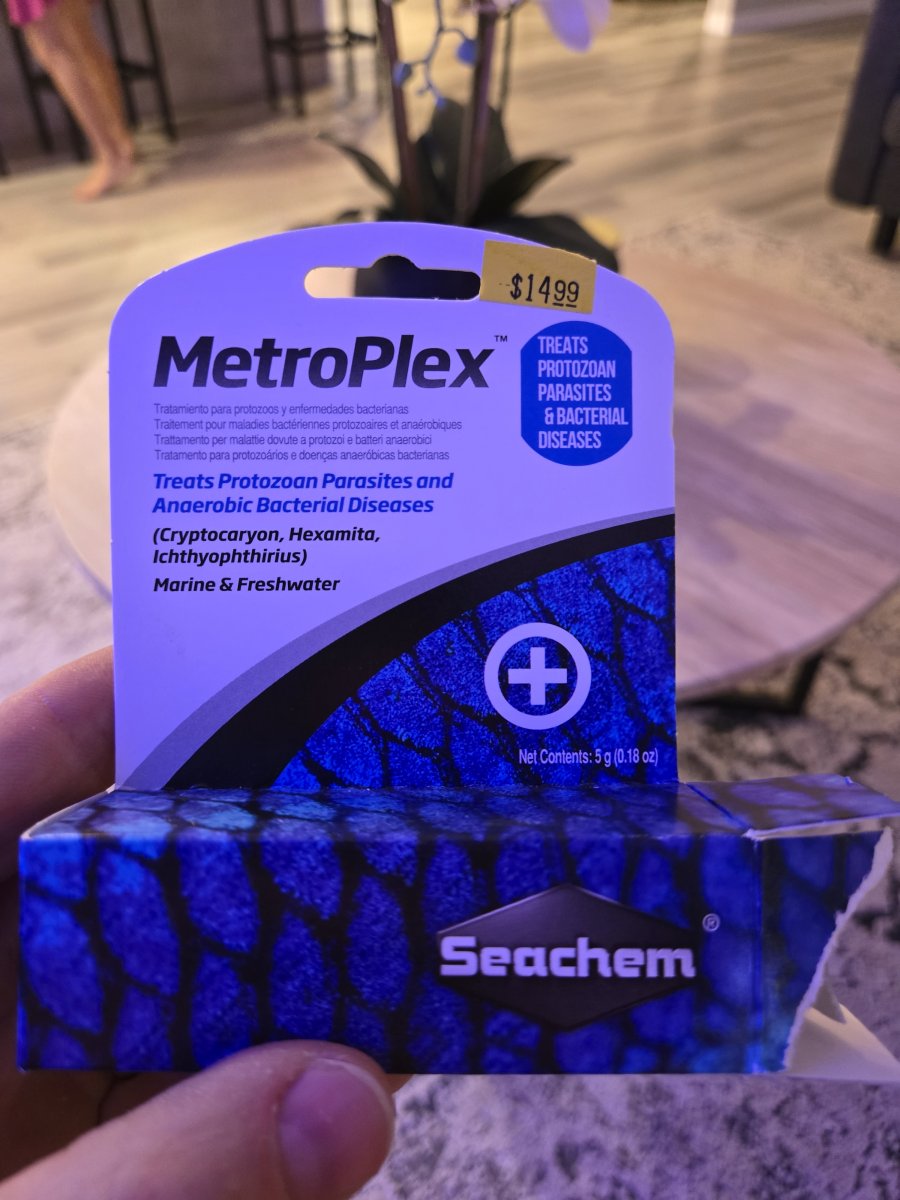 $14.99
MetroPlex™
TREATS
PROTOZOAN
PARASITES
& BACTERIAL
DISEASES
Tratamiento para protozoos y enfermedades bacterianas
Traitement pour maladies bactériennes protozoaires et anaérobiques
Trattamento per malattie dovute a protozoi e batteri anaerobici
Tratamento para protozoários e doenças anaeróbicas bacterianas
Treats Protozoan Parasites and
Anaerobic Bacterial Diseases
(Cryptocaryon, Hexamita,
Ichthyophthirius)
Marine & Freshwater
Net Contents: 5 g (0.18 oz)
Seachem®